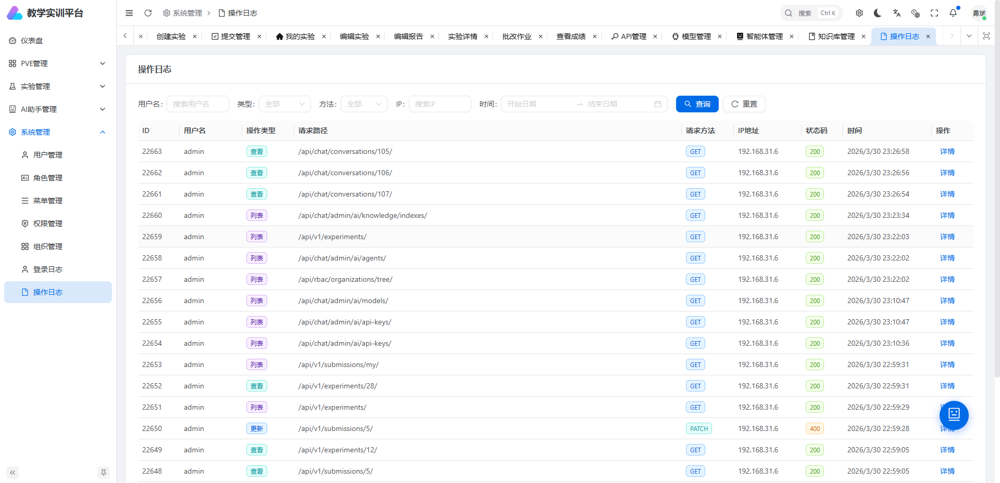 教学实训平台
系统管理 > 操作日志
搜索 Ctrl K
勇斌
创建实验 提交管理 我的实验 编辑实验 编辑报告 实验详情 批改作业 查看成绩 API管理 模型管理 智能体管理 知识库管理 操作日志
仪表盘
PVE管理
实验管理
AI助手管理
系统管理
用户管理
角色管理
菜单管理
权限管理
组织管理
登录日志
操作日志
操作日志
用户名: 搜索用户名 类型: 全部 方法: 全部 IP: 搜索IP 时间: 开始日期 → 结束日期 查询 重置
ID 用户名 操作类型 请求路径 请求方法 IP地址 状态码 时间 操作
22663 admin 查看 /api/chat/conversations/105/ GET 192.168.31.6 200 2026/3/30 23:26:58 详情
22662 admin 查看 /api/chat/conversations/106/ GET 192.168.31.6 200 2026/3/30 23:26:56 详情
22661 admin 查看 /api/chat/conversations/107/ GET 192.168.31.6 200 2026/3/30 23:26:54 详情
22660 admin 列表 /api/chat/admin/ai/knowledge/indexes/ GET 192.168.31.6 200 2026/3/30 23:23:34 详情
22659 admin 列表 /api/v1/experiments/ GET 192.168.31.6 200 2026/3/30 23:22:03 详情
22658 admin 列表 /api/chat/admin/ai/agents/ GET 192.168.31.6 200 2026/3/30 23:22:02 详情
22657 admin 列表 /api/rbac/organizations/tree/ GET 192.168.31.6 200 2026/3/30 23:22:02 详情
22656 admin 列表 /api/chat/admin/ai/models/ GET 192.168.31.6 200 2026/3/30 23:10:47 详情
22655 admin 列表 /api/chat/admin/ai/api-keys/ GET 192.168.31.6 200 2026/3/30 23:10:47 详情
22654 admin 列表 /api/chat/admin/ai/api-keys/ GET 192.168.31.6 200 2026/3/30 23:10:36 详情
22653 admin 列表 /api/v1/submissions/my/ GET 192.168.31.6 200 2026/3/30 22:59:31 详情
22652 admin 查看 /api/v1/experiments/28/ GET 192.168.31.6 200 2026/3/30 22:59:31 详情
22651 admin 列表 /api/v1/experiments/ GET 192.168.31.6 200 2026/3/30 22:59:29
22650 admin 更新 /api/v1/submissions/5/ PATCH 192.168.31.6 400 2026/3/30 22:59:28 详情
22649 admin 查看 /api/v1/experiments/12/ GET 192.168.31.6 200 2026/3/30 22:59:05 详情
22648 admin 查看 /api/v1/submissions/5/ GET 192.168.31.6 200 2026/3/30 22:59:05 详情